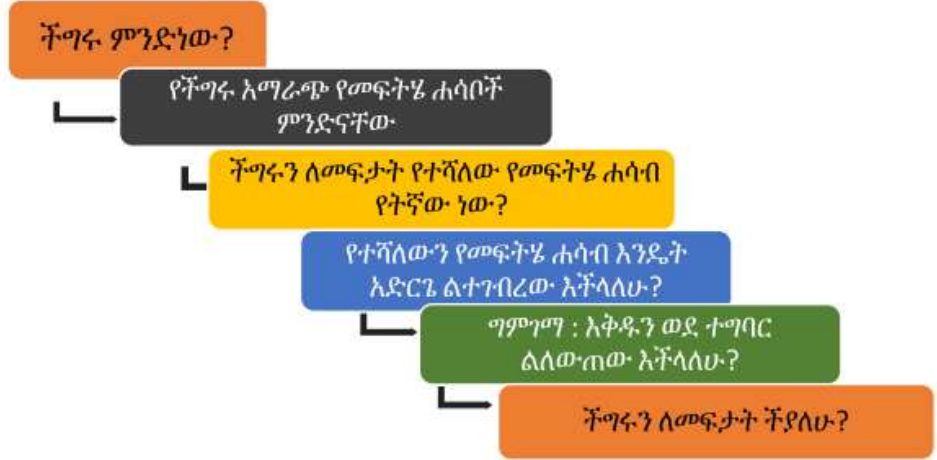 ችግሩ ምንድነው?
የችግሩ አማራጭ የመፍትሄ ሐሳቦች
ምንድናቸው
ችግሩን ለመፍታት የተሻለው የመፍትሄ ሐሳብ
የትኛው ነው?
የተሻለውን የመፍትሄ ሐሳብ እንዴት
አድርጌ ልተገብረው እችላለሁ?
ግምገማ : እቅዱን ወደ ተግባር
ልለውጠው እችላለሁ?
ችግሩን ለመፍታት ችያለሁ?